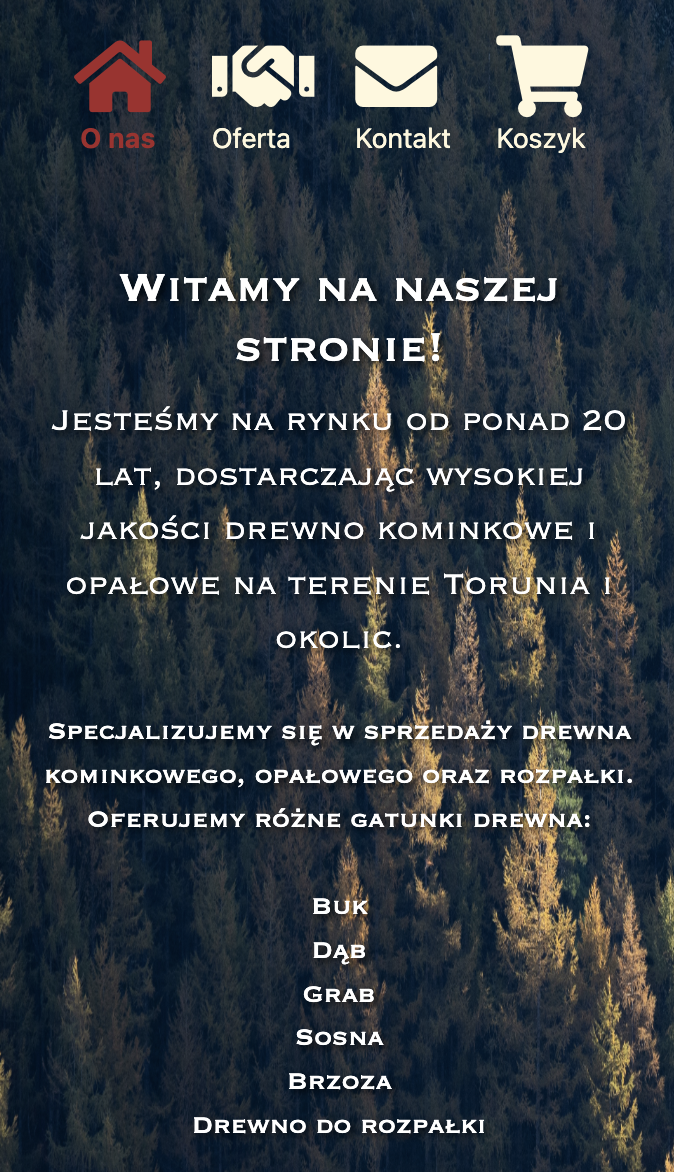 O nas Oferta Kontakt Koszyk
Witamy na naszej
stronie!
Jesteśmy na rynku od ponad 20
lat, dostarczając wysokiej
jakości drewno kominkowe i
opałowe na terenie Torunia i
okolic.
Specjalizujemy się w sprzedaży drewna
kominkowego, opałowego oraz rozpałki.
Oferujemy różne gatunki drewna:
Buk
Dąb
Grab
Sosna
Brzoza
Drewno do rozpałki